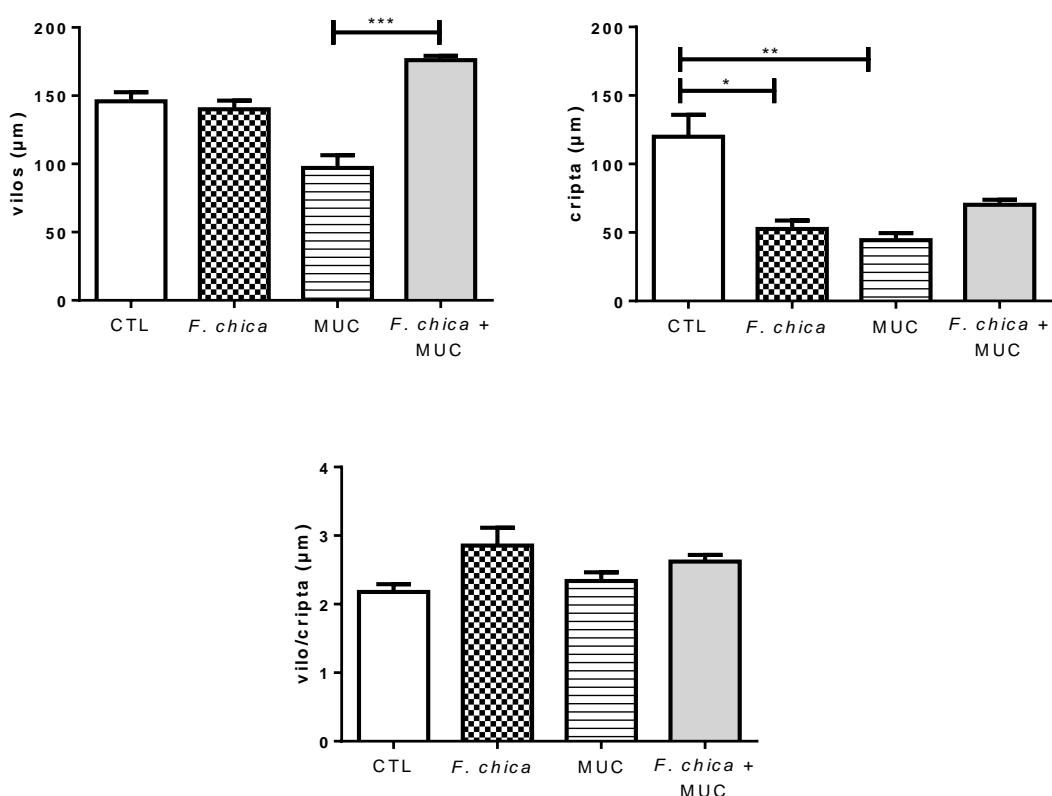 200
150
100
50
0
vilos (µm)
***
CTL
F. chica
MUC
F. chica +
MUC
200
150
100
50
0
cripta (µm)
**
*
CTL
F. chica
MUC
F. chica +
MUC
4
3
2
1
0
vilo/cripta (µm)
CTL
F. chica
MUC
F. chica +
MUC